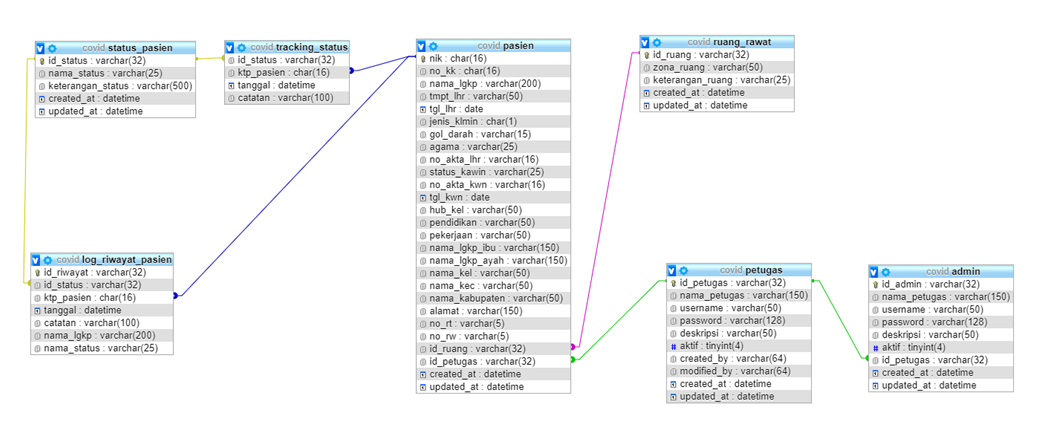 covid status_pasien
id_status : varchar(32)
nama_status : varchar(25)
keterangan_status : varchar(500)
created_at : datetime
updated_at : datetime
covid tracking_status
id_status : varchar(32)
ktp_pasien : char(16)
tanggal : datetime
catatan : varchar(100)
covid pasien
nik : char(16)
no_kk : char(16)
nama_lgkp : varchar(200)
tmpt_lhr : varchar(50)
tgl_lhr : date
jenis_klmin : char(1)
gol_darah : varchar(15)
agama : varchar(25)
no_akta_lhr : varchar(16)
status_kawin : varchar(25)
no_akta_kwn : varchar(16)
tgl_kwn : date
hub_kel : varchar(50)
pendidikan : varchar(50)
pekerjaan : varchar(50)
nama_lgkp_ibu : varchar(150)
nama_lgkp_ayah : varchar(150)
nama_kel : varchar(50)
nama_kec : varchar(50)
nama_kabupaten : varchar(50)
alamat : varchar(150)
no_rt : varchar(5)
no_rw : varchar(5)
id_ruang : varchar(32)
id_petugas : varchar(32)
created_at : datetime
updated_at : datetime
covid ruang_rawat
id_ruang : varchar(32)
zona_ruang : varchar(50)
keterangan_ruang : varchar(25)
created_at : datetime
updated_at : datetime
covid log_riwayat_pasien
id_riwayat : varchar(32)
id_status : varchar(32)
ktp_pasien : char(16)
tanggal : datetime
catatan : varchar(100)
nama_lgkp : varchar(200)
nama_status : varchar(25)
covid petugas
id_petugas : varchar(32)
nama_petugas : varchar(150)
username : varchar(50)
password : varchar(128)
deskripsi : varchar(50)
# aktif : tinyint(4)
created_by : varchar(64)
modified_by : varchar(64)
created_at : datetime
updated_at : datetime
covid admin
id_admin : varchar(32)
nama_petugas : varchar(150)
username : varchar(50)
password : varchar(128)
deskripsi : varchar(50)
# aktif : tinyint(4)
id_petugas : varchar(32)
created_at : datetime
updated_at : datetime